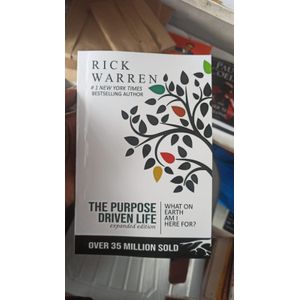 RICK
WARREN
#1 NEW YORK TIMES
BESTSELLING AUTHOR
THE PURPOSE
DRIVEN LIFE
expanded edition
WHAT ON
EARTH
AM I
HERE FOR?
OVER 35 MILLION SOLD